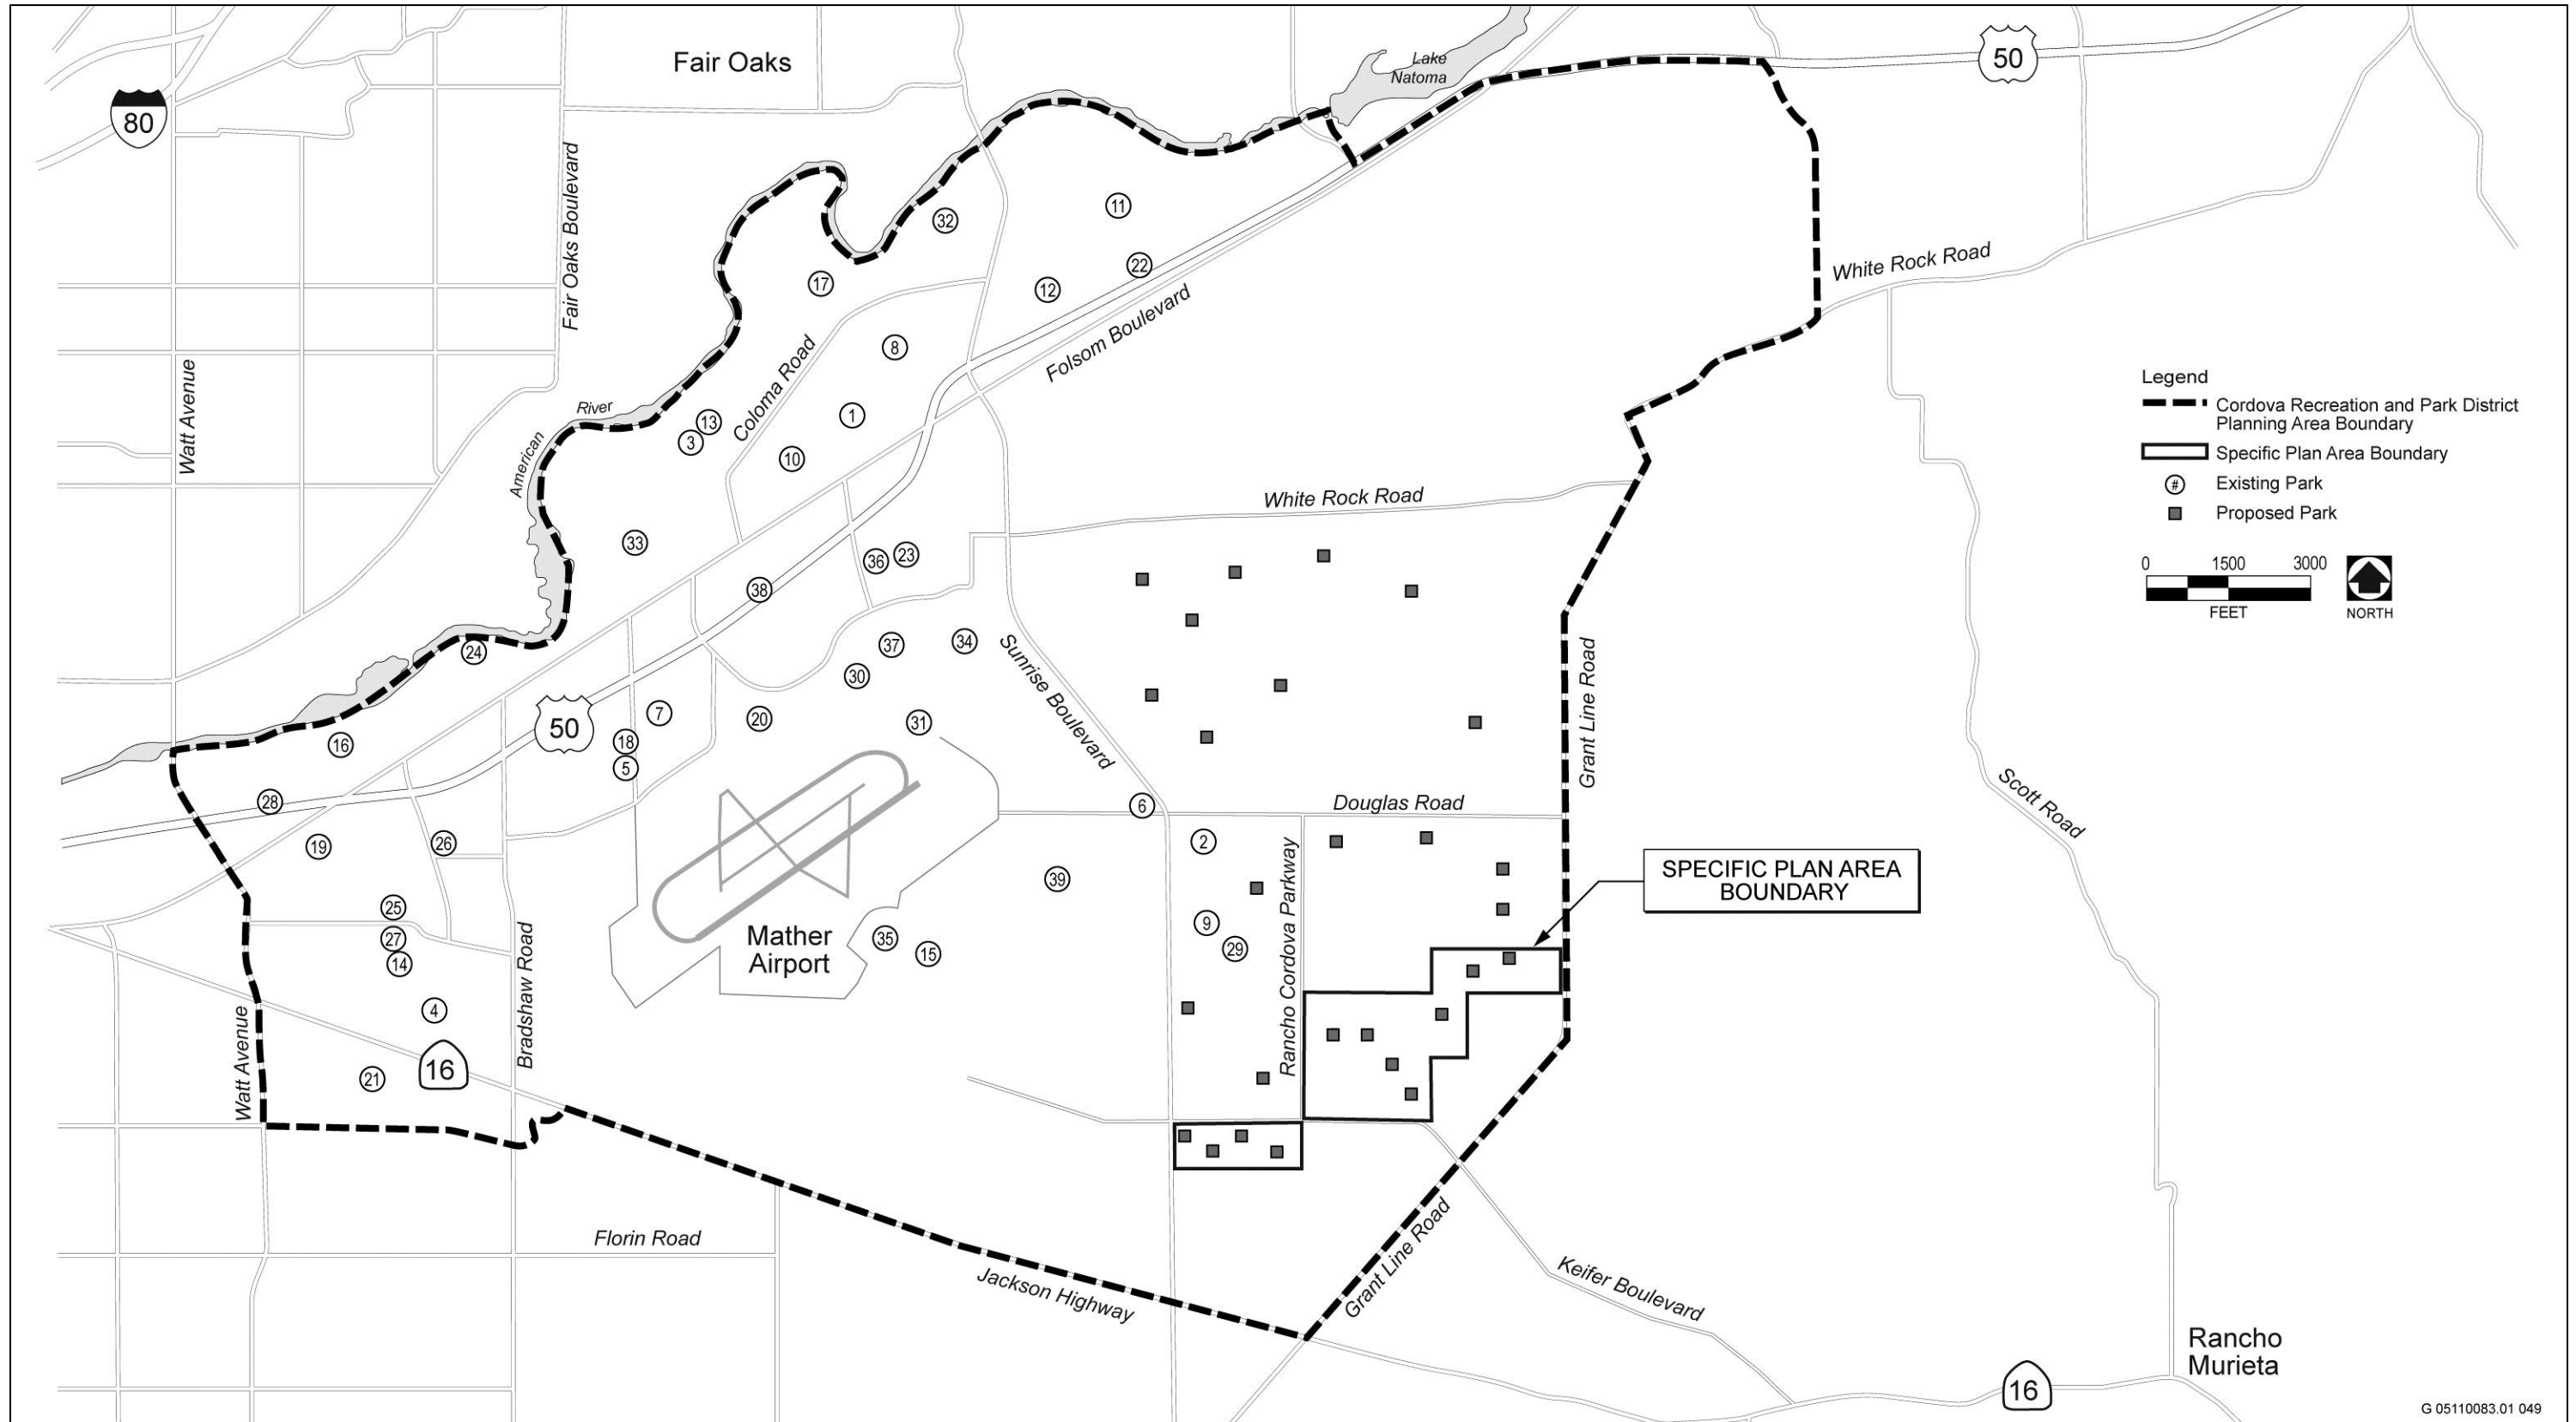 Fair Oaks
Lake
Natoma
50
80
Fair Oaks Boulevard
32
11
White Rock Road
22
17
12
Folsom Boulevard
8
Coloma Road
Watt Avenue
Legend
Cordova Recreation and Park District
Planning Area Boundary
Specific Plan Area Boundary
# Existing Park
Proposed Park
0 1500 3000
FEET
NORTH
River
American
13
3
1
10
White Rock Road
33
36
23
38
24
37
34
30
Sunrise Boulevard
Grant Line Road
7
20
31
50
18
5
16
28
6
Douglas Road
Scott Road
19
26
2
39
Rancho Cordova Parkway
SPECIFIC PLAN AREA
BOUNDARY
25
27
14
Bradshaw Road
Mather
Airport
35
15
9
29
4
Watt Avenue
16
21
Florin Road
Jackson Highway
Grant Line Road
Keifer Boulevard
Rancho
Murieta
16
G 05110083.01 049